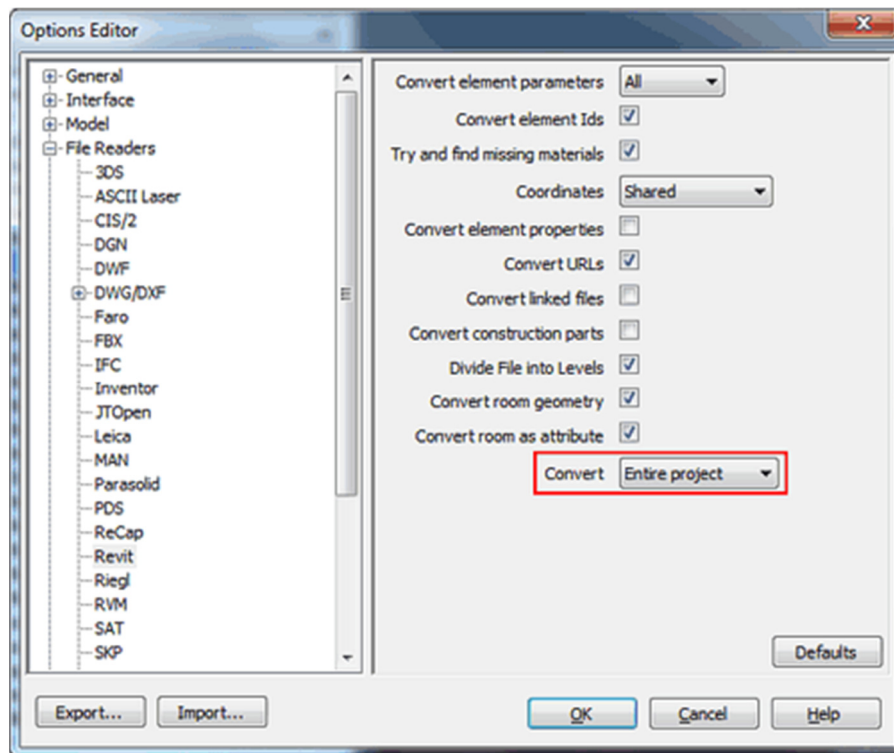 Options Editor
General
Interface
Model
File Readers
3DS
ASCII Laser
CIS/2
DGN
DWF
DWG/DXF
Faro
FBX
IFC
Inventor
JTOpen
Leica
MAN
Parasolid
PDS
ReCap
Revit
Riegl
RVM
SAT
SKP
Convert element parameters All
Convert element Ids
Try and find missing materials
Coordinates Shared
Convert element properties
Convert URLs
Convert linked files
Convert construction parts
Divide File into Levels
Convert room geometry
Convert room as attribute
Convert Entire project
Defaults
Export... Import... OK Cancel Help